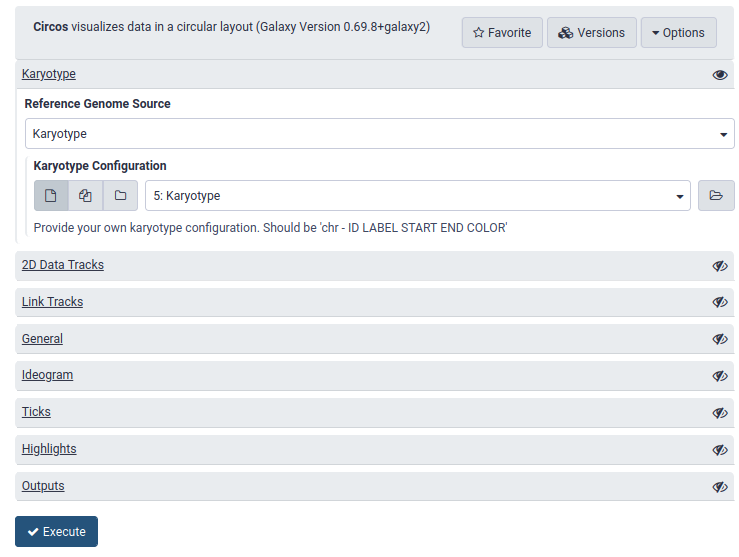 Circos visualizes data in a circular layout (Galaxy Version 0.69.8+galaxy2)
Favorite
Versions
Options
Karyotype
Reference Genome Source
Karyotype
Karyotype Configuration
5: Karyotype
Provide your own karyotype configuration. Should be 'chr - ID LABEL START END COLOR'
2D Data Tracks
Link Tracks
General
Ideogram
Ticks
Highlights
Outputs
Execute